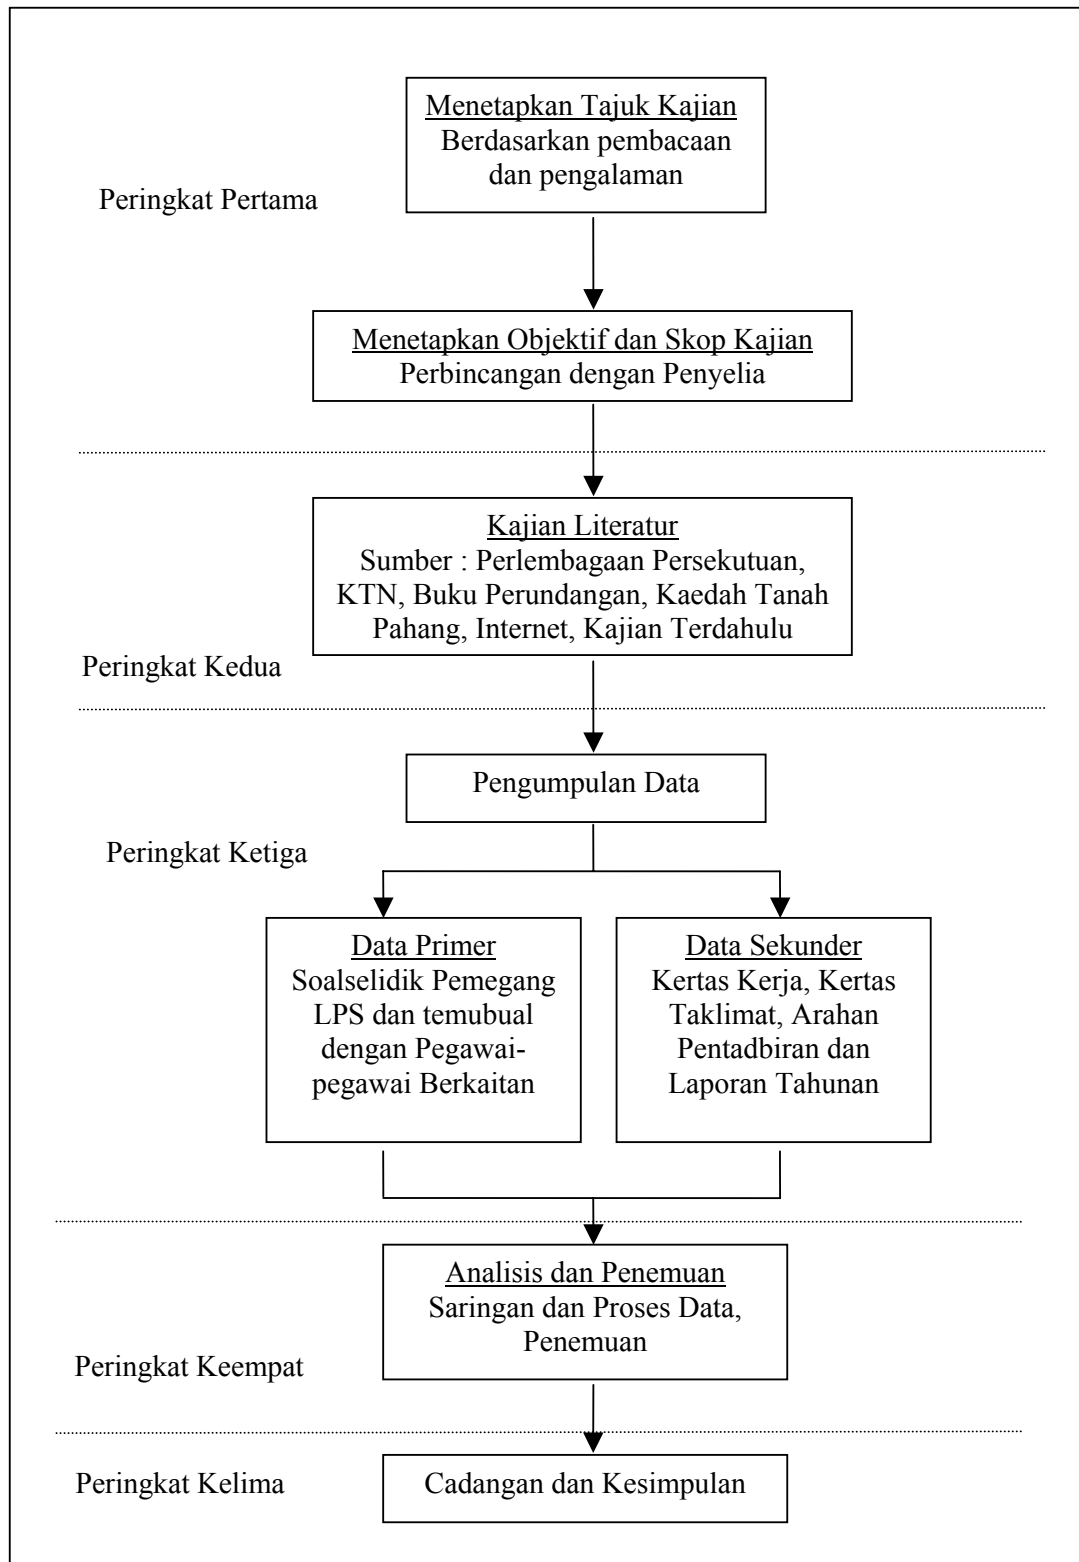 Menetapkan Tajuk Kajian
Berdasarkan pembacaan
dan pengalaman
Peringkat Pertama
Menetapkan Objektif dan Skop Kajian
Perbincangan dengan Penyelia
Kajian Literatur
Sumber : Perlembagaan Persekutuan,
KTN, Buku Perundangan, Kaedah Tanah
Pahang, Internet, Kajian Terdahulu
Peringkat Kedua
Pengumpulan Data
Peringkat Ketiga
Data Primer
Soalselidik Pemegang
LPS dan temubual
dengan Pegawai-
pegawai Berkaitan
Data Sekunder
Kertas Kerja, Kertas
Taklimat, Arahan
Pentadbiran dan
Laporan Tahunan
Analisis dan Penemuan
Saringan dan Proses Data,
Penemuan
Peringkat Keempat
Peringkat Kelima
Cadangan dan Kesimpulan